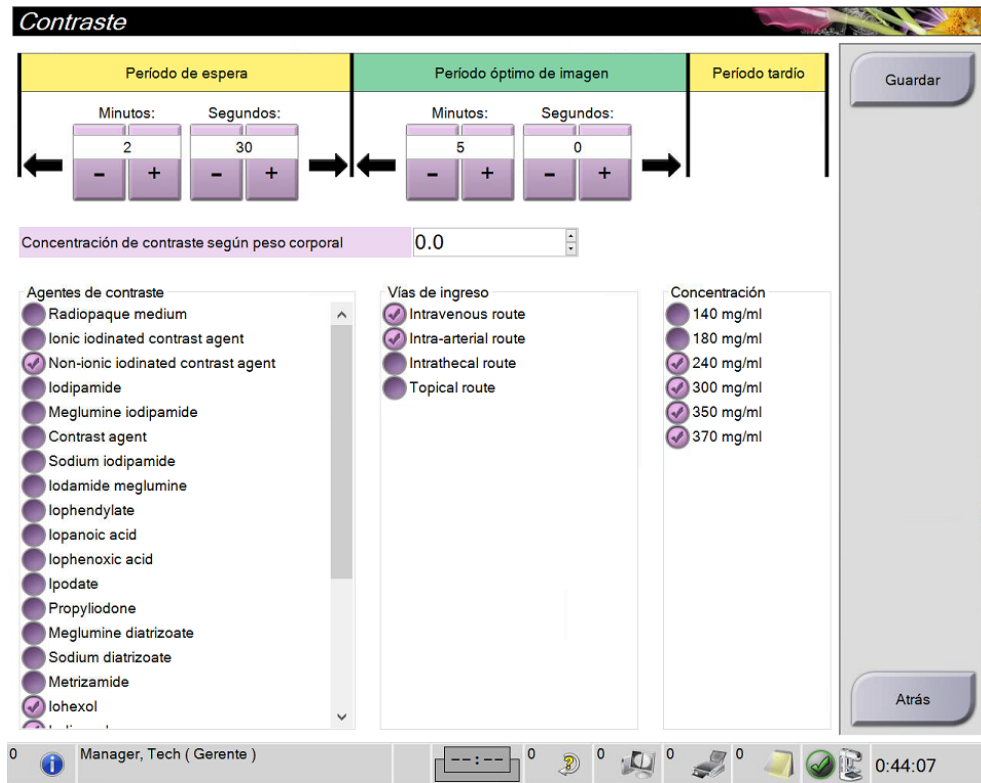 Contraste
Período de espera
Período óptimo de imagen
Período tardío
Guardar
Minutos:
Segundos:
Minutos:
Segundos:
2
30
5
0
- + - +
- + - +
Concentración de contraste según peso corporal
0.0
Agentes de contraste
Radiopaque medium
Ionic iodinated contrast agent
Non-ionic iodinated contrast agent
Iodipamide
Meglumine iodipamide
Contrast agent
Sodium iodipamide
Iodamide meglumine
Iophendylate
Iopanoic acid
Iophenoxic acid
Ipodate
Propyliodone
Meglumine diatrizoate
Sodium diatrizoate
Metrizamide
Iohexol
Vías de ingreso
Intravenous route
Intra-arterial route
Intrathecal route
Topical route
Concentración
140 mg/ml
180 mg/ml
240 mg/ml
300 mg/ml
350 mg/ml
370 mg/ml
Atrás
0
Manager, Tech ( Gerente )
--:--
0
0
0
0
0:44:07